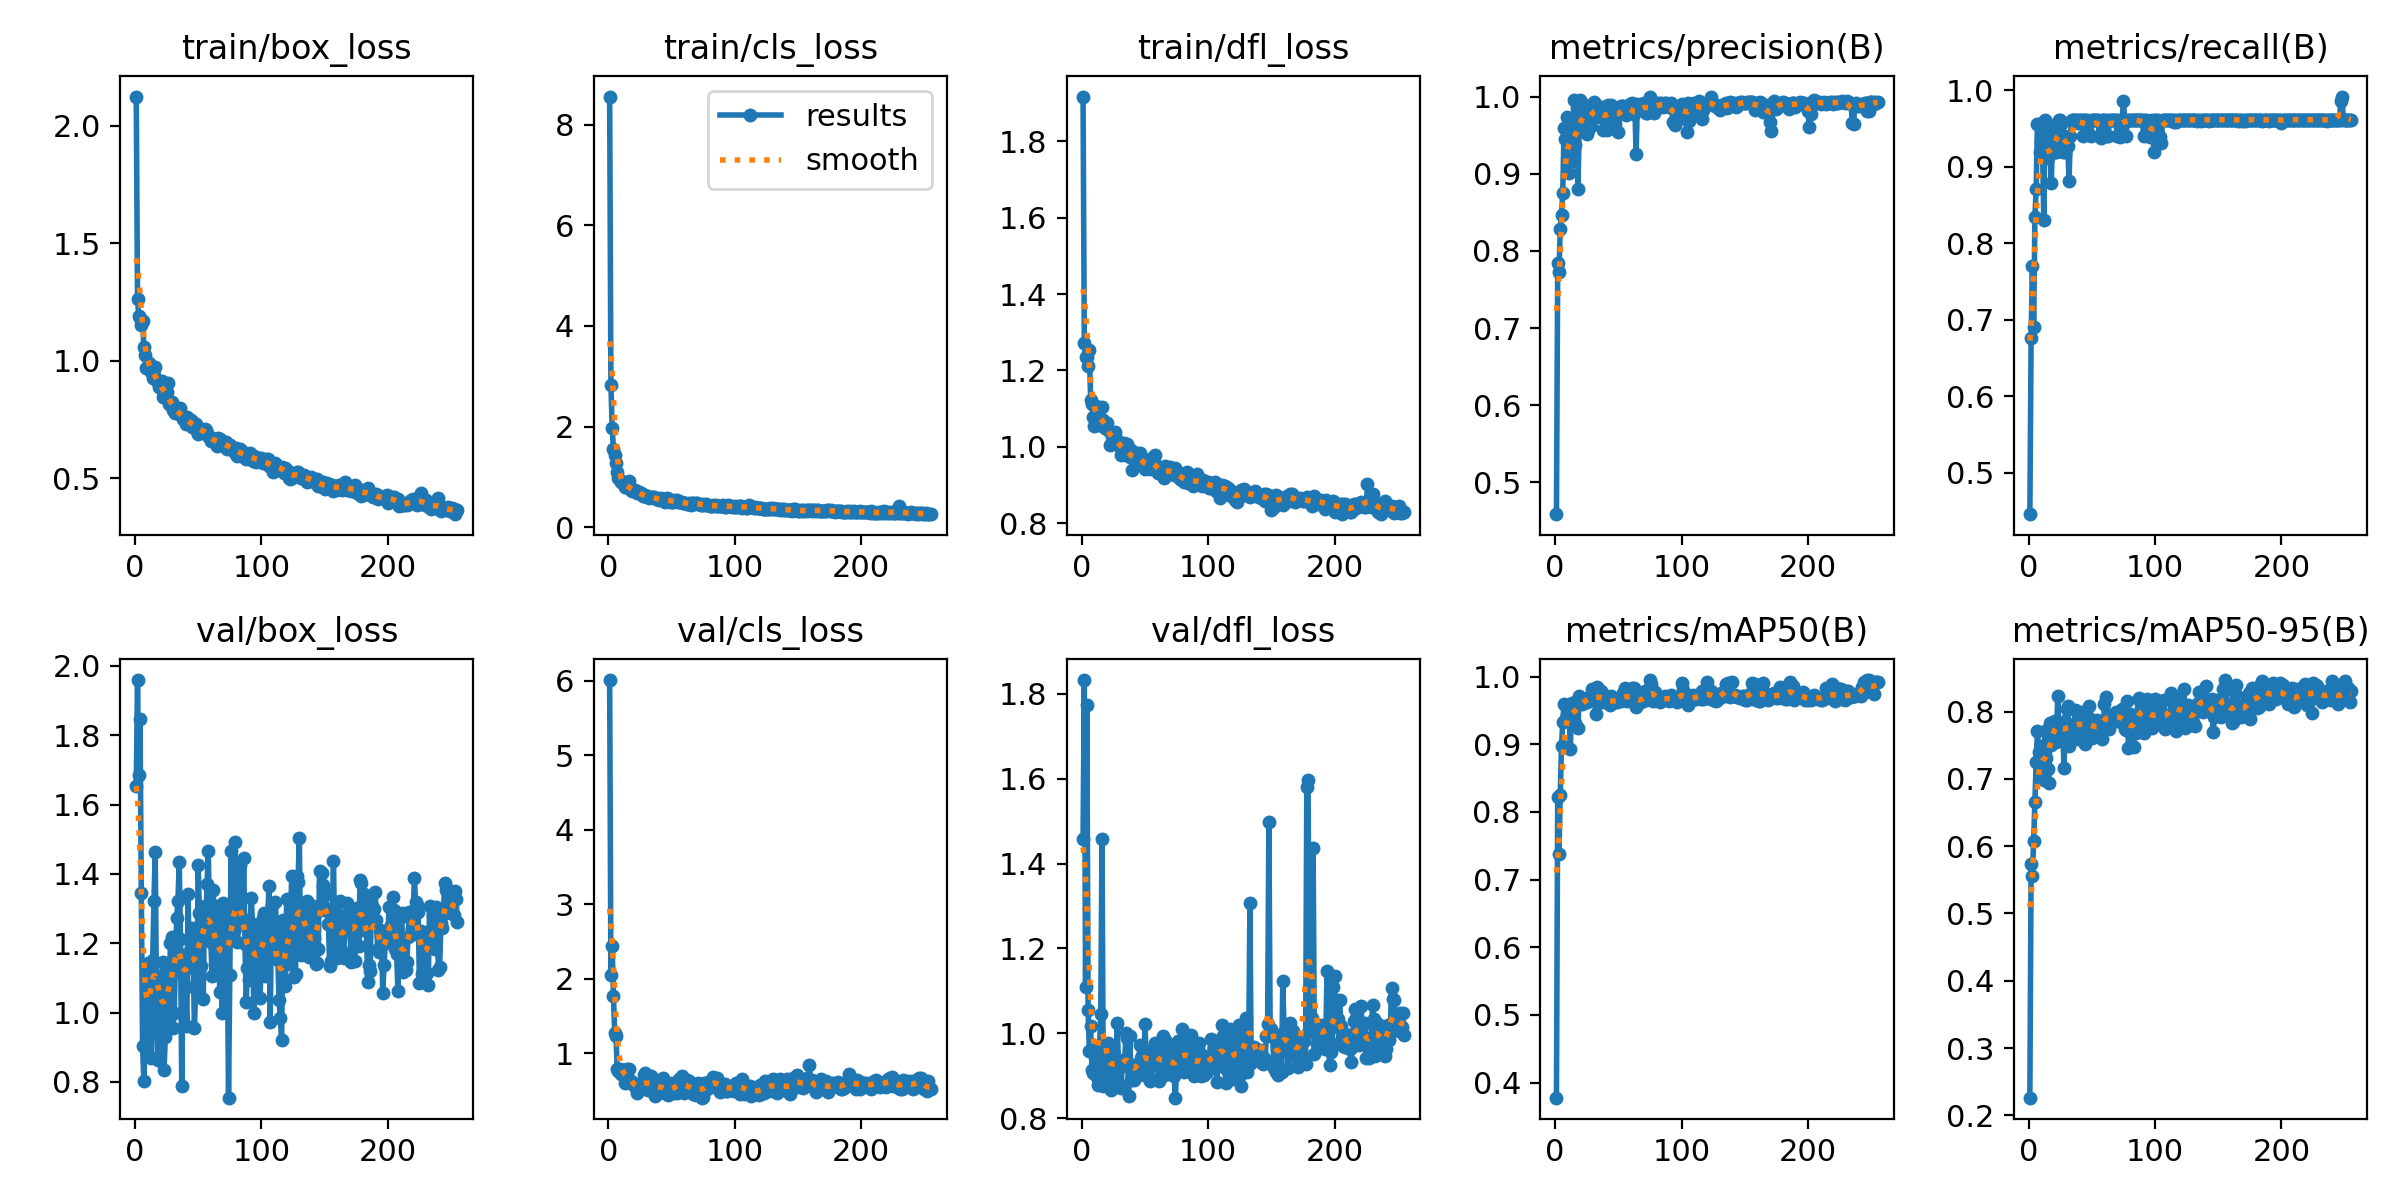 train/box_loss
2.0
1.5
1.0
0.5
0 100 200
train/cls_loss
results
smooth
8
6
4
2
0
0 100 200
train/dfl_loss
1.8
1.6
1.4
1.2
1.0
0.8
0 100 200
metrics/precision(B)
1.0
0.9
0.8
0.7
0.6
0.5
0 100 200
metrics/recall(B)
1.0
0.9
0.8
0.7
0.6
0.5
0 100 200
val/box_loss
2.0
1.8
1.6
1.4
1.2
1.0
0.8
0 100 200
val/cls_loss
6
5
4
3
2
1
0 100 200
val/dfl_loss
1.8
1.6
1.4
1.2
1.0
0.8
0 100 200
metrics/mAP50(B)
1.0
0.9
0.8
0.7
0.6
0.5
0.4
0 100 200
metrics/mAP50-95(B)
0.8
0.7
0.6
0.5
0.4
0.3
0.2
0 100 200